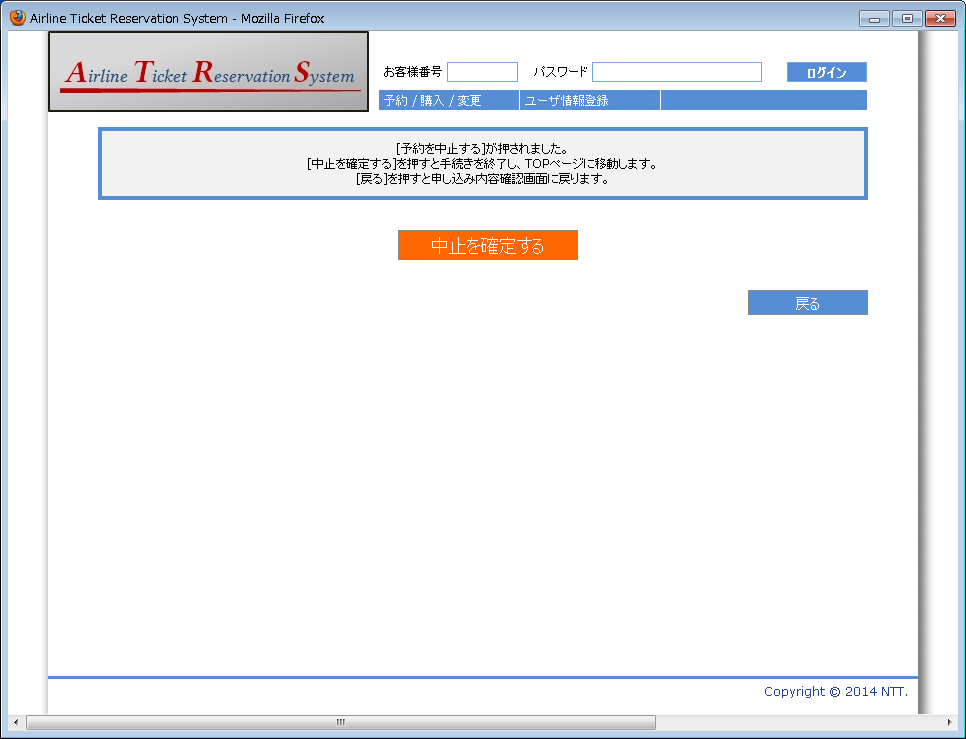 Airline Ticket Reservation System - Mozilla Firefox
Airline Ticket Reservation System
お客様番号 パスワード ログイン
予約 / 購入 / 変更 ユーザ情報登録
[予約を中止する]が押されました。
[中止を確定する]を押すと手続きを終了し、TOPページに移動します。
[戻る]を押すと申し込み内容確認画面に戻ります。
中止を確定する
戻る
Copyright © 2014 NTT.